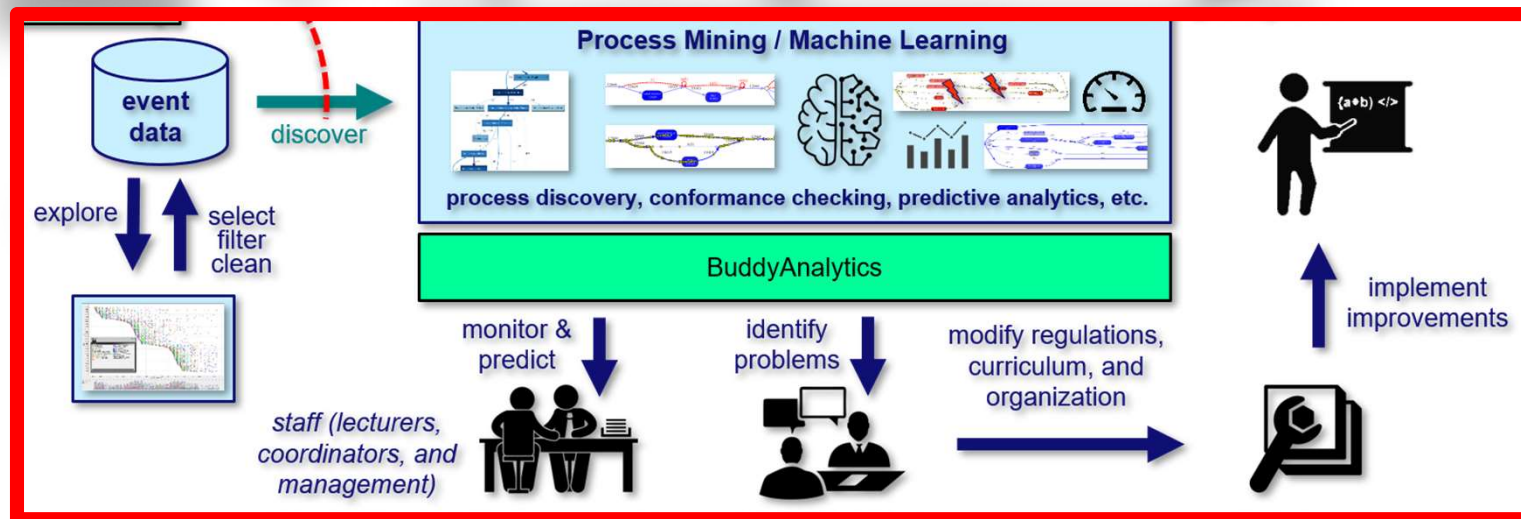 Process Mining / Machine Learning
event
data
discover
{a+b) </>
process discovery, conformance checking, predictive analytics, etc.
explore
select
filter
clean
BuddyAnalytics
monitor &
predict
identify
problems
modify regulations,
curriculum, and
organization
implement
improvements
staff (lecturers,
coordinators, and
management)